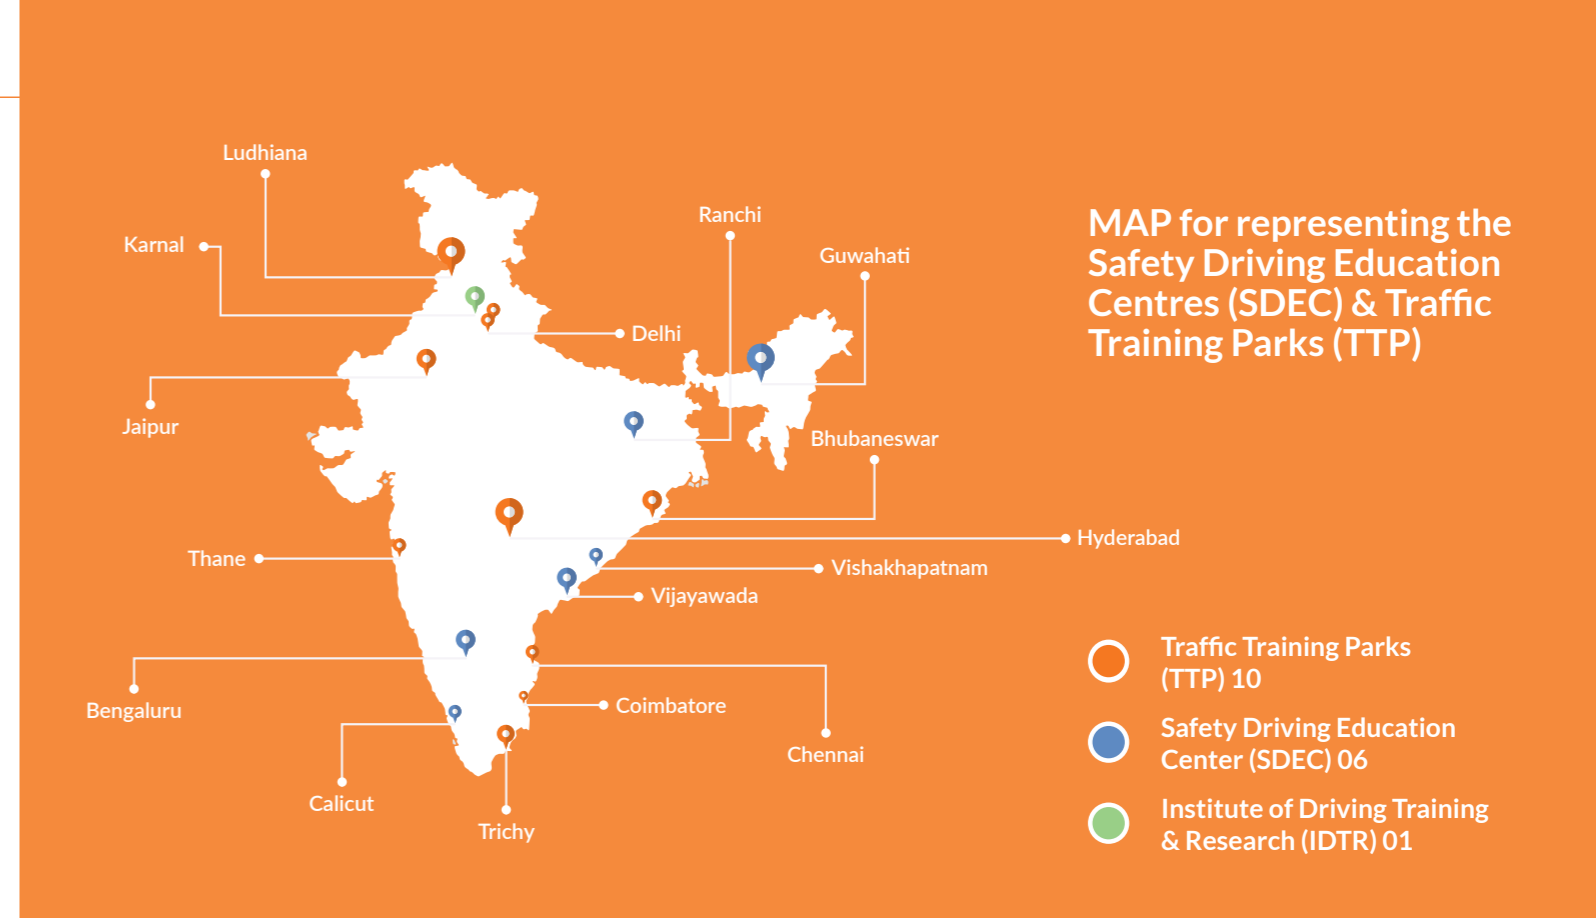 Ludhiana
Ranchi
Karnal
Guwahati
MAP for representing the
Safety Driving Education
Centres (SDEC) & Traffic
Training Parks (TTP)
Delhi
Jaipur
Bhubaneswar
Hyderabad
Thane
Vishakhapatnam
Vijayawada
Bengaluru
Coimbatore
Chennai
Calicut
Trichy
Traffic Training Parks
(TTP) 10
Safety Driving Education
Center (SDEC) 06
Institute of Driving Training
& Research (IDTR) 01